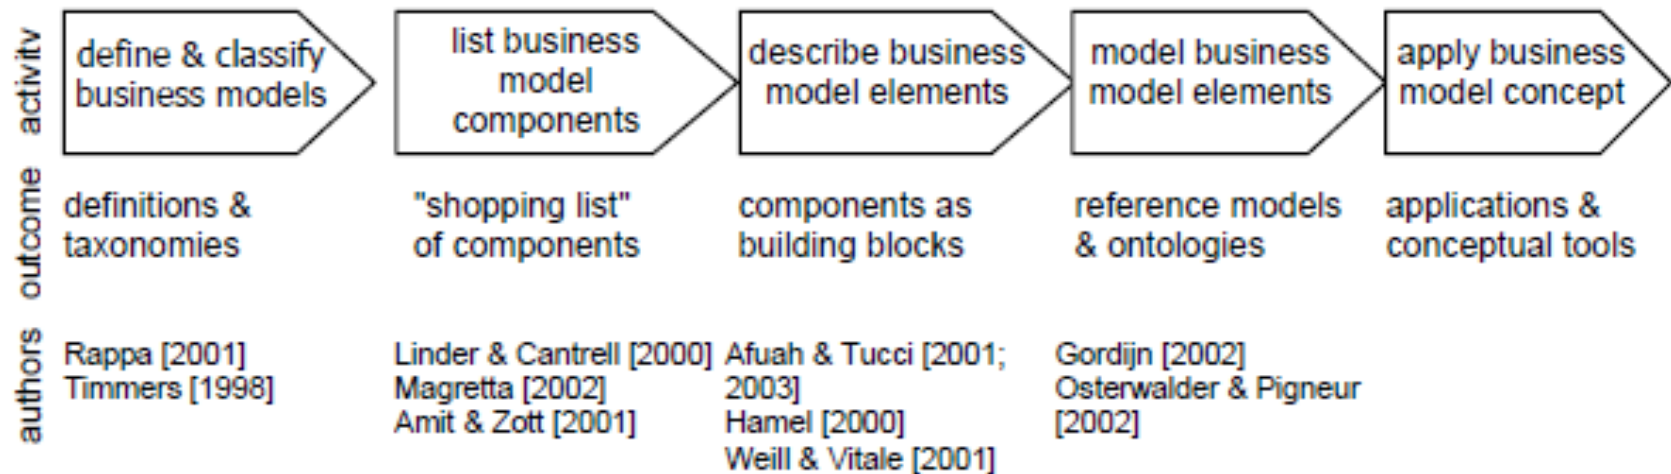 activity
define & classify
business models
list business
model
components
describe business
model elements
model business
model elements
apply business
model concept
outcome
definitions &
taxonomies
"shopping list"
of components
components as
building blocks
reference models
& ontologies
applications &
conceptual tools
authors
Rappa [2001]
Timmers [1998]
Linder & Cantrell [2000]
Magretta [2002]
Amit & Zott [2001]
Afuah & Tucci [2001;
2003]
Hamel [2000]
Weill & Vitale [2001]
Gordijn [2002]
Osterwalder & Pigneur
[2002]